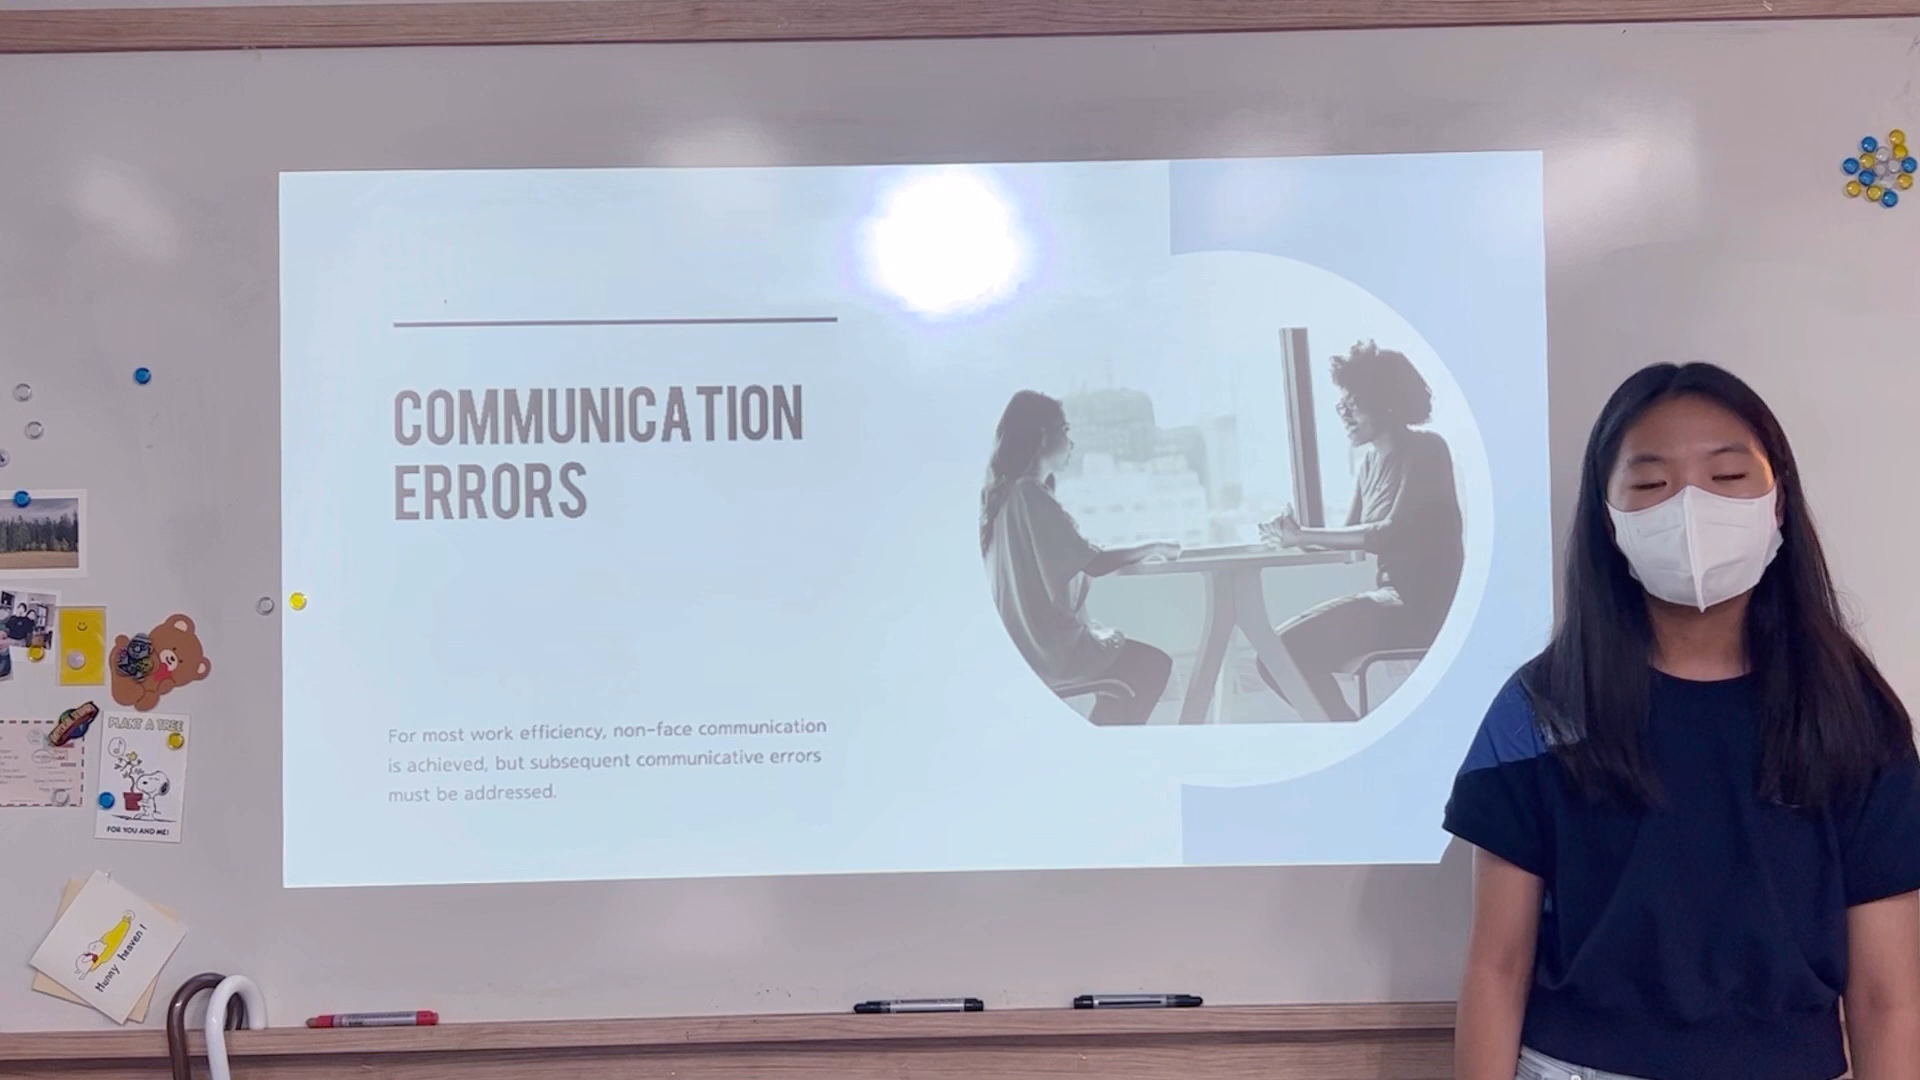 COMMUNICATION
ERRORS
For most work efficiency, non-face communication
is achieved, but subsequent communicative errors
must be addressed.
PLANT A TREE
FOR YOU AND ME!
Hunny heaven!